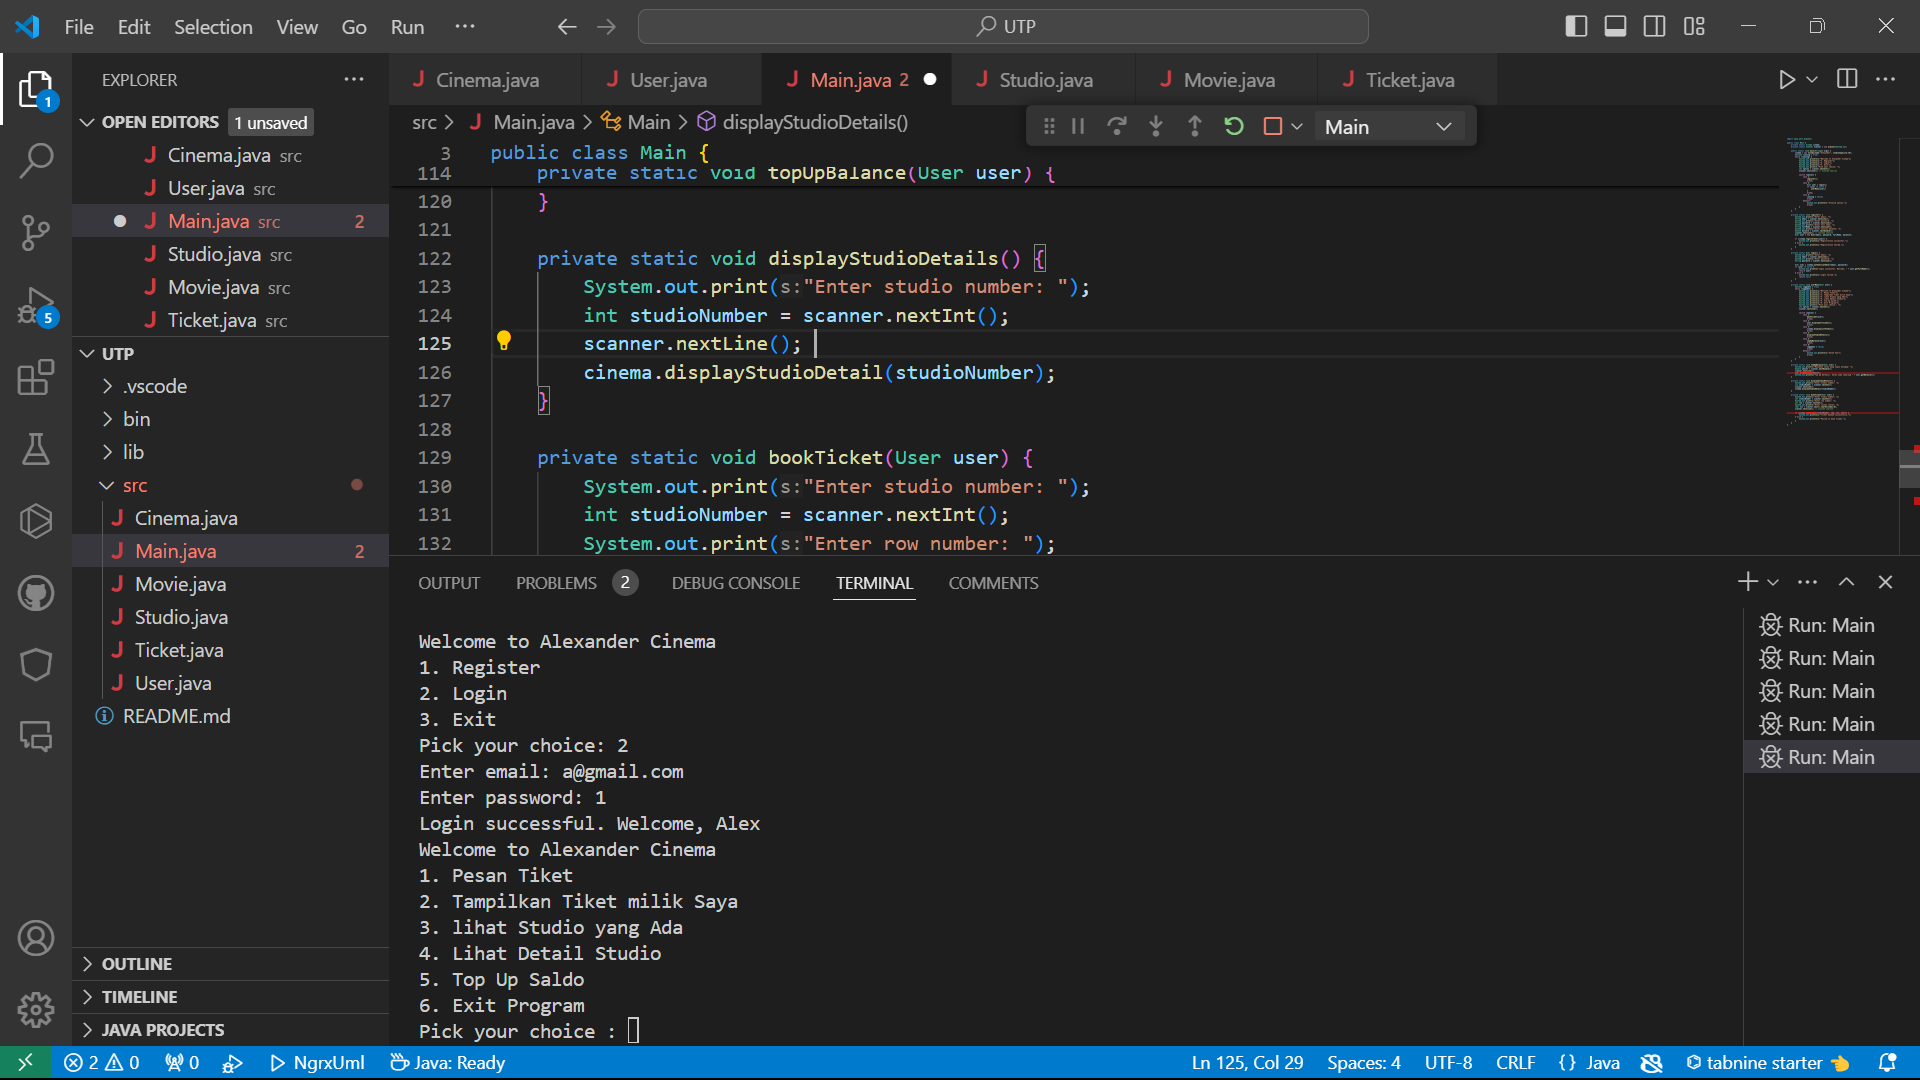 File Edit Selection View Go Run ··· UTP
EXPLORER ···
OPEN EDITORS 1 unsaved
Cinema.java src
User.java src
Main.java src 2
Studio.java src
Movie.java src
Ticket.java src
UTP
.vscode
bin
lib
src
Cinema.java
Main.java 2
Movie.java
Studio.java
Ticket.java
User.java
README.md
OUTLINE
TIMELINE
JAVA PROJECTS
1
5
Cinema.java User.java Main.java 2 Studio.java Movie.java Ticket.java
src > Main.java > Main > displayStudioDetails()
Main
3 public class Main {
114 private static void topUpBalance(User user) {
120 }
121
122 private static void displayStudioDetails() {
123 System.out.print(s:"Enter studio number: ");
124 int studioNumber = scanner.nextInt();
125 scanner.nextLine();
126 cinema.displayStudioDetail(studioNumber);
127 }
128
129 private static void bookTicket(User user) {
130 System.out.print(s:"Enter studio number: ");
131 int studioNumber = scanner.nextInt();
132 System.out.print(s:"Enter row number: ");
OUTPUT PROBLEMS 2 DEBUG CONSOLE TERMINAL COMMENTS
Welcome to Alexander Cinema
1. Register
2. Login
3. Exit
Pick your choice: 2
Enter email: a@gmail.com
Enter password: 1
Login successful. Welcome, Alex
Welcome to Alexander Cinema
1. Pesan Tiket
2. Tampilkan Tiket milik Saya
3. lihat Studio yang Ada
4. Lihat Detail Studio
5. Top Up Saldo
6. Exit Program
Pick your choice :
Run: Main
Run: Main
Run: Main
Run: Main
Run: Main
2 0 0 NgrxUml Java: Ready Ln 125, Col 29 Spaces: 4 UTF-8 CRLF {} Java tabnine starter